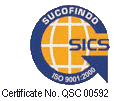 SUCOFINDO
SICS
ISO 9001:2000
Certificate No. QSC 00592